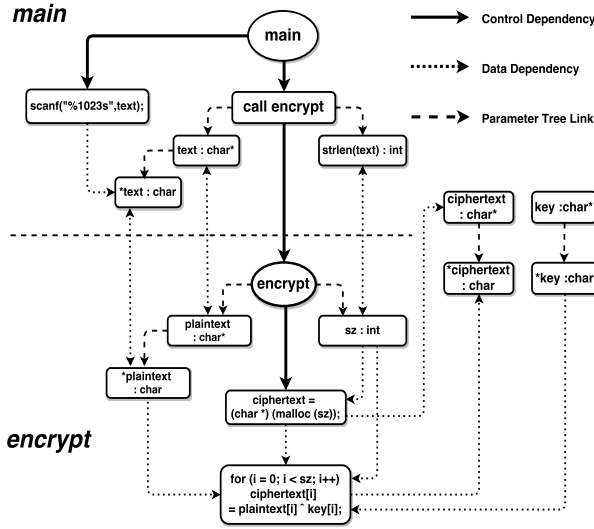 main
main
Control Dependency
Data Dependency
Parameter Tree Link
scanf("%1023s",text);
call encrypt
text : char*
strlen(text) : int
*text : char
ciphertext
: char*
key :char*
*ciphertext
: char
*key :char
encrypt
plaintext
: char*
sz : int
*plaintext
: char
ciphertext =
(char *) (malloc (sz));
encrypt
for (i = 0; i < sz; i++)
ciphertext[i]
= plaintext[i] ^ key[i];